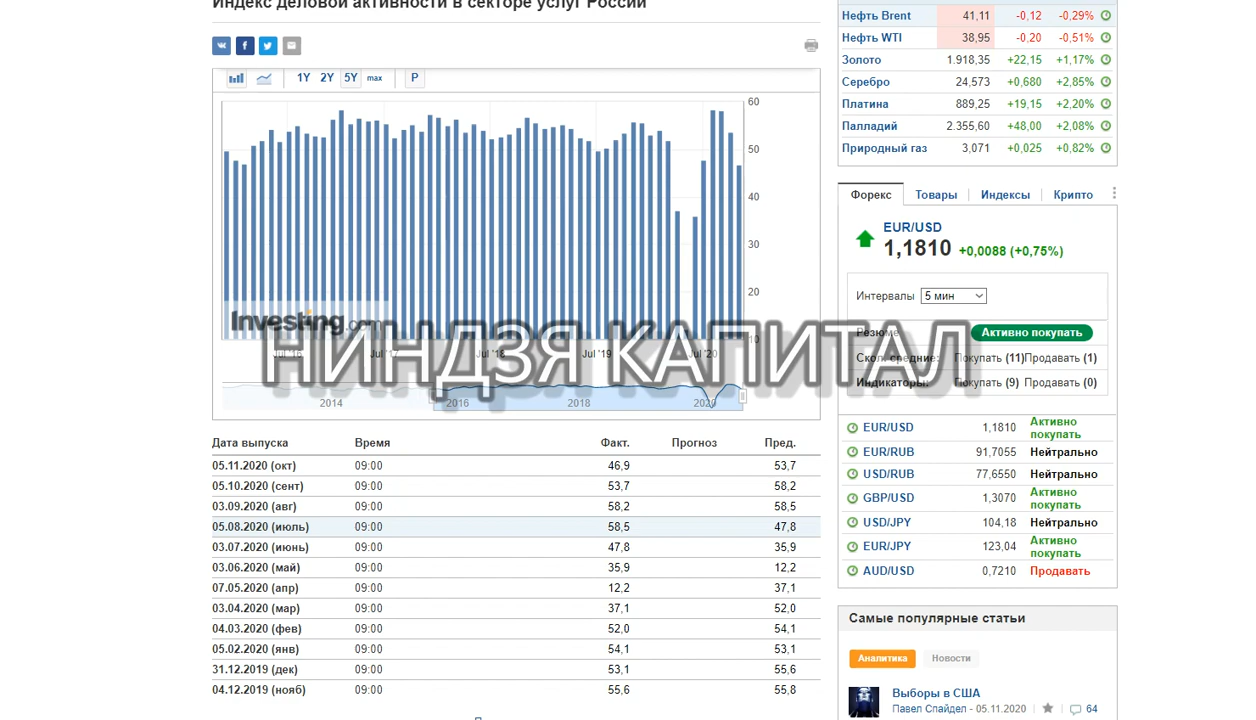 Индекс деловой активности в секторе услуг России
1Y 2Y 5Y max P
60
50
40
30
20
10
Investing.com
Jul '16 Jul '17 Jul '18 Jul '19 Jul '20
2014 2016 2018 2020
НИНДЗЯ КАПИТАЛ
Дата выпуска Время Факт. Прогноз Пред.
05.11.2020 (окт) 09:00 46,9 53,7
05.10.2020 (сент) 09:00 53,7 58,2
03.09.2020 (авг) 09:00 58,2 58,5
05.08.2020 (июль) 09:00 58,5 47,8
03.07.2020 (июнь) 09:00 47,8 35,9
03.06.2020 (май) 09:00 35,9 12,2
07.05.2020 (апр) 09:00 12,2 37,1
03.04.2020 (мар) 09:00 37,1 52,0
04.03.2020 (фев) 09:00 52,0 54,1
05.02.2020 (янв) 09:00 54,1 53,1
31.12.2019 (дек) 09:00 53,1 55,6
04.12.2019 (нояб) 09:00 55,6 55,8
Нефть Brent 41,11 -0,12 -0,29%
Нефть WTI 38,95 -0,20 -0,51%
Золото 1.918,35 +22,15 +1,17%
Серебро 24,573 +0,680 +2,85%
Платина 889,25 +19,15 +2,20%
Палладий 2.355,60 +48,00 +2,08%
Природный газ 3,071 +0,025 +0,82%
Форекс Товары Индексы Крипто
EUR/USD
1,1810 +0,0088 (+0,75%)
Интервалы 5 мин
Резюме Активно покупать
Скол. средние: Покупать (11) Продавать (1)
Индикаторы: Покупать (9) Продавать (0)
EUR/USD 1,1810 Активно
покупать
EUR/RUB 91,7055 Нейтрально
USD/RUB 77,6550 Нейтрально
GBP/USD 1,3070 Активно
покупать
USD/JPY 104,18 Нейтрально
EUR/JPY 123,04 Активно
покупать
AUD/USD 0,7210 Продавать
Самые популярные статьи
Аналитика Новости
Выборы в США
Павел Спайдел - 05.11.2020 64